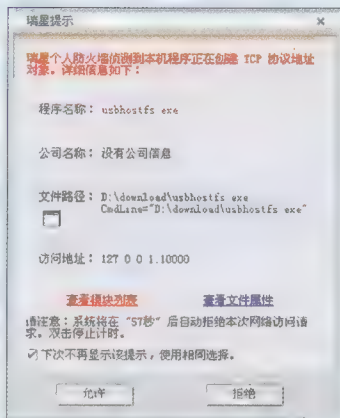 瑞星提示
瑞星个人防火墙侦测到本机程序正在创建 TCP 协议地址
对象。详细信息如下：
程序名称： usbhostfs exe
公司名称： 没有公司信息
文件路径： D:\download\usbhostfs exe
CmdLine="D:\download\usbhostfs exe"
访问地址： 127 0 0 1.10000
查看模块列表 查看文件属性
请注意：系统将在 "57秒" 后自动拒绝本次网络访问请
求。双击停止计时。
下次不再显示该提示，使用相同选择。
允许 拒绝